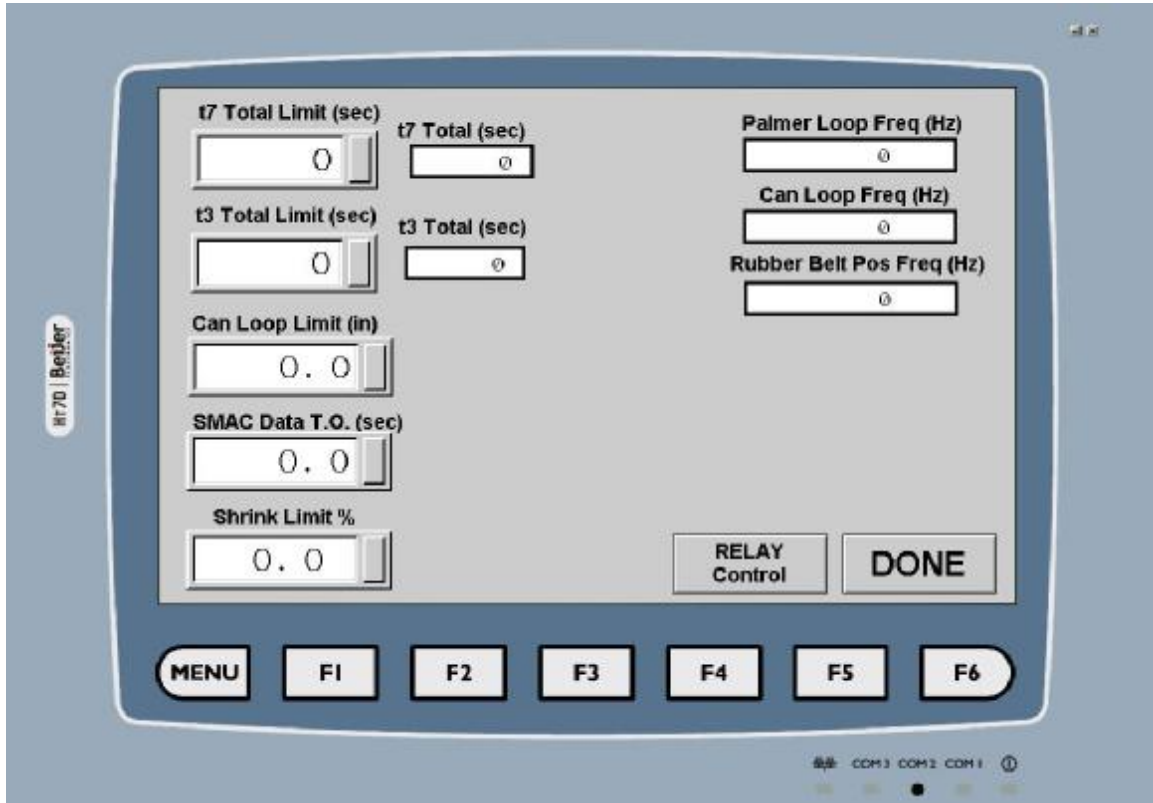 t7 Total Limit (sec)
0
t7 Total (sec)
0
t3 Total Limit (sec)
0
t3 Total (sec)
0
Can Loop Limit (in)
0.0
SMAC Data T.O. (sec)
0.0
Shrink Limit %
0.0
Palmer Loop Freq (Hz)
0
Can Loop Freq (Hz)
0
Rubber Belt Pos Freq (Hz)
0
RELAY
Control
DONE
MENU
F1
F2
F3
F4
F5
F6
HT7D | Beijer
COM3 COM2 COM1